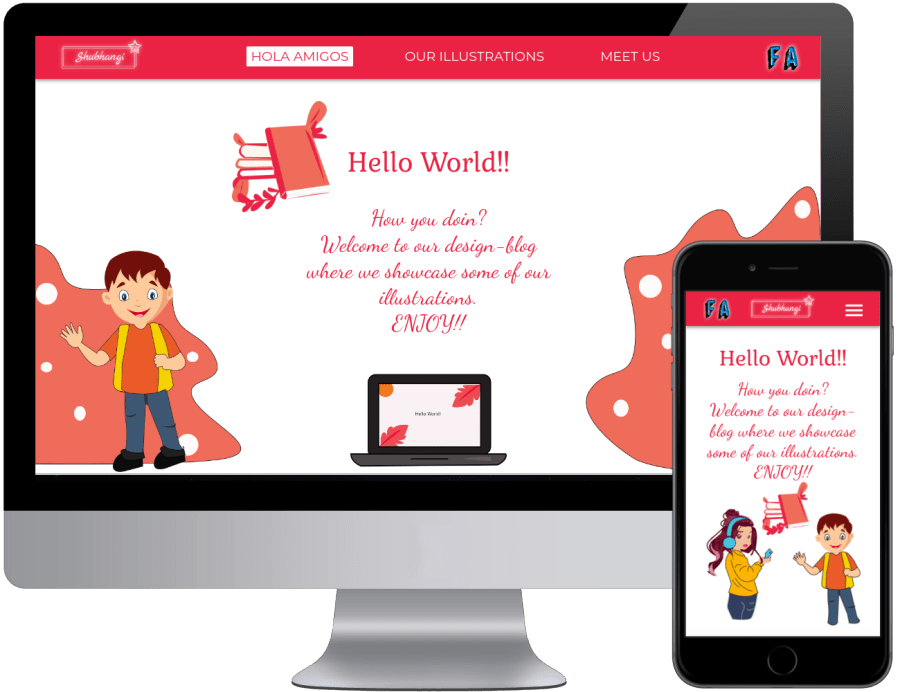 Shubhangi
HOLA AMIGOS
OUR ILLUSTRATIONS
MEET US
FA
Hello World!!
How you doin?
Welcome to our design-blog
where we showcase some of our
illustrations.
ENJOY!!
Hello World!
FA
Shubhangi
Hello World!!
How you doin?
Welcome to our design-
blog where we showcase
some of our illustrations.
ENJOY!!